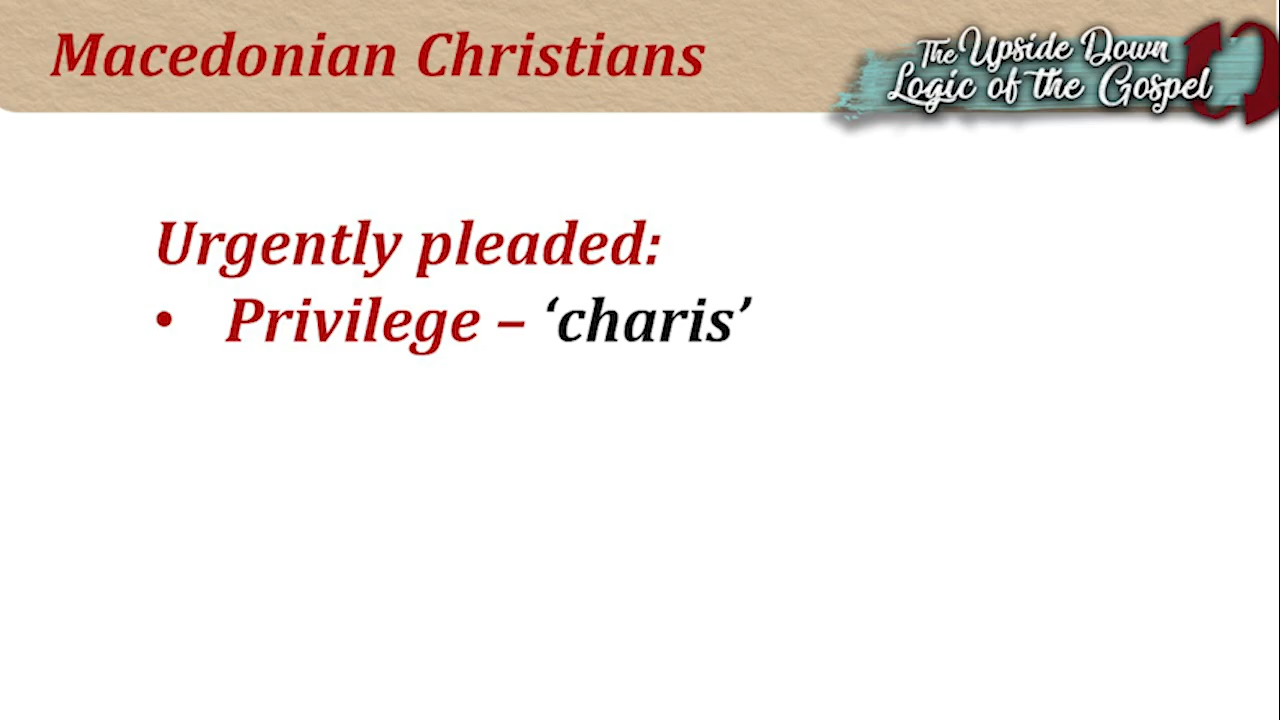 Macedonian Christians
The Upside Down
Logic of the Gospel
Urgently pleaded:
• Privilege – ‘charis’